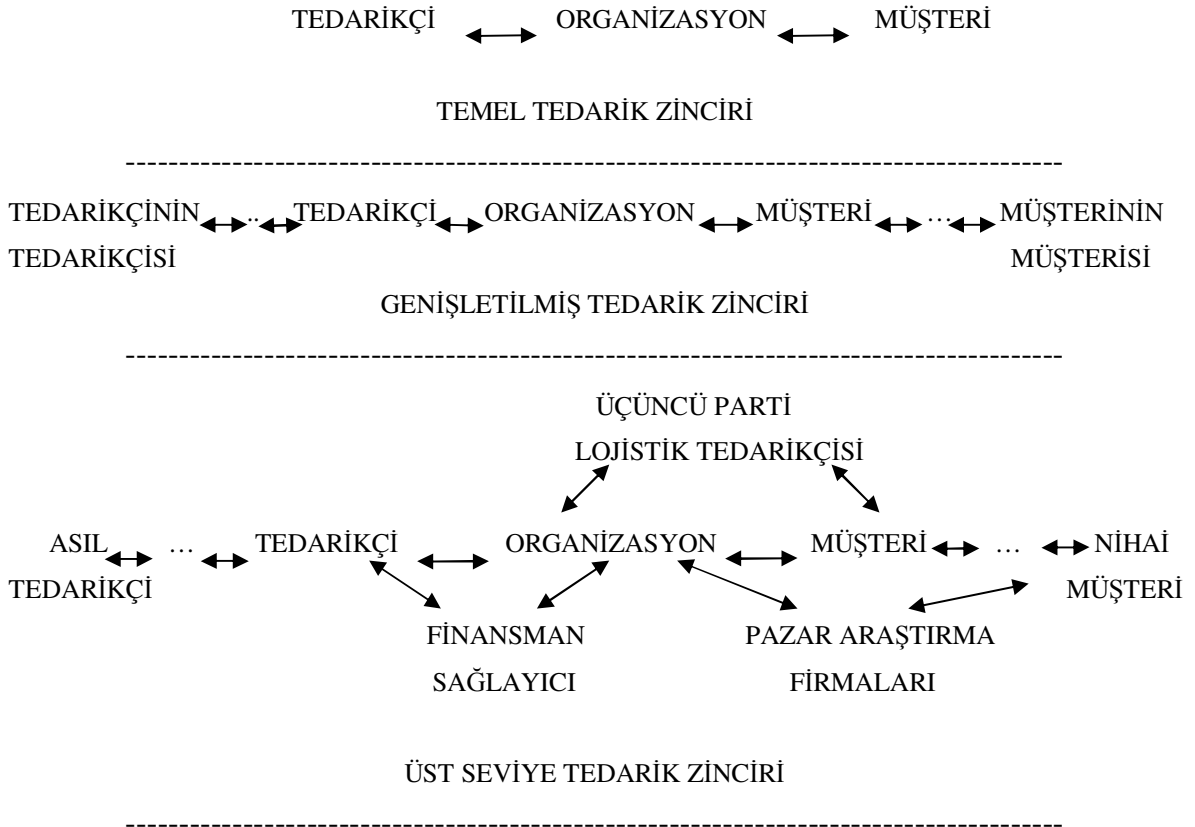 TEDARİKÇİ ORGANİZASYON MÜŞTERİ
TEMEL TEDARİK ZİNCİRİ
TEDARİKÇİNİN .. TEDARİKÇİ ORGANİZASYON MÜŞTERİ … MÜŞTERİNİN
TEDARİKÇİSİ MÜŞTERİSİ
GENİŞLETİLMİŞ TEDARİK ZİNCİRİ
ÜÇÜNCÜ PARTİ
LOJİSTİK TEDARİKÇİSİ
ASIL … TEDARİKÇİ ORGANİZASYON MÜŞTERİ … NİHAİ
TEDARİKÇİ MÜŞTERİ
FİNANSMAN PAZAR ARAŞTIRMA
SAĞLAYICI FİRMALARI
ÜST SEVİYE TEDARİK ZİNCİRİ